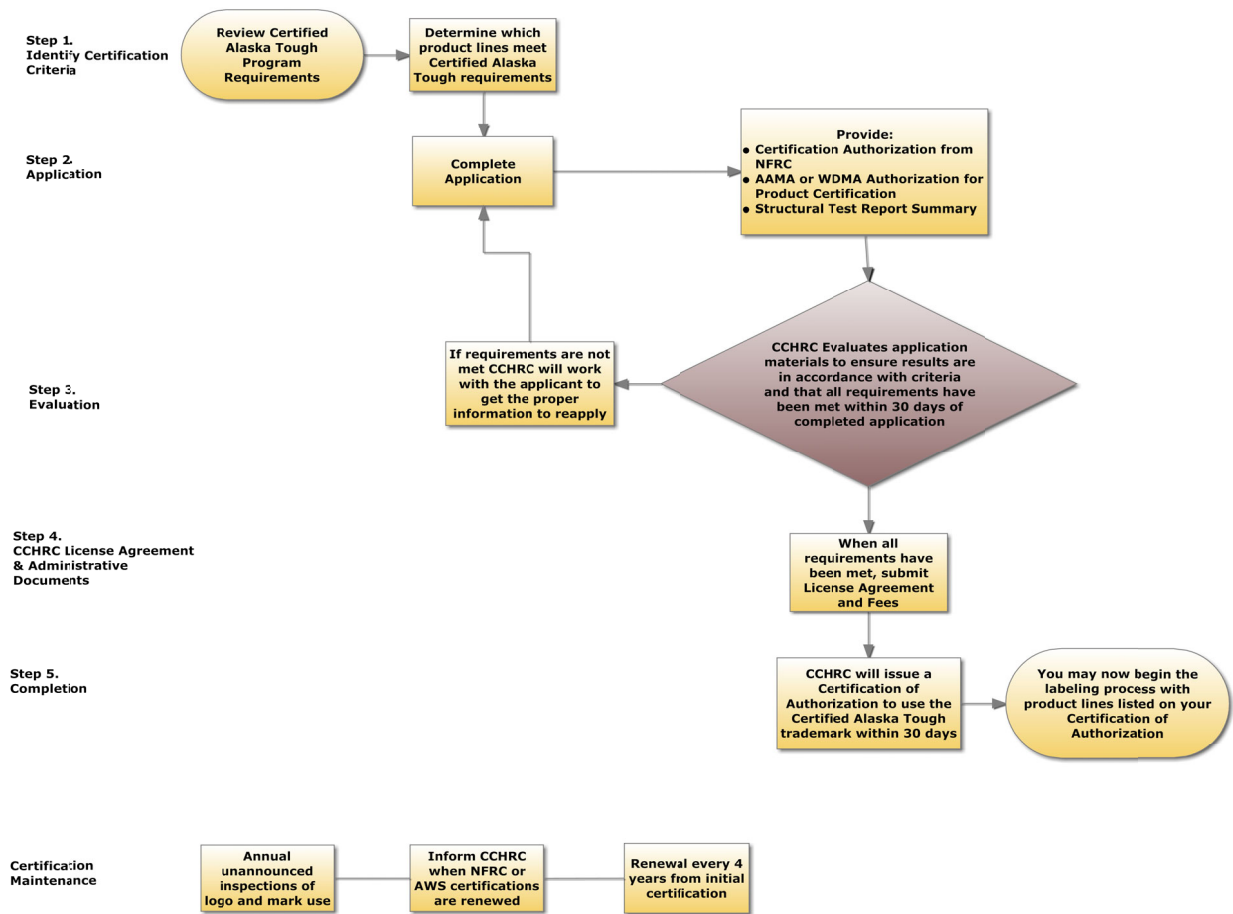 Step 1.
Identify Certification
Criteria
Review Certified
Alaska Tough
Program
Requirements
Determine which
product lines meet
Certified Alaska
Tough requirements
Step 2.
Application
Complete
Application
Provide:
● Certification Authorization from
NFRC
● AAMA or WDMA Authorization for
Product Certification
● Structural Test Report Summary
Step 3.
Evaluation
If requirements are not
met CCHRC will work
with the applicant to
get the proper
information to reapply
CCHRC Evaluates application
materials to ensure results are
in accordance with criteria
and that all requirements have
been met within 30 days of
completed application
Step 4.
CCHRC License Agreement
& Administrative
Documents
When all
requirements have
been met, submit
License Agreement
and Fees
Step 5.
Completion
CCHRC will issue a
Certification of
Authorization to use the
Certified Alaska Tough
trademark within 30 days
You may now begin the
labeling process with
product lines listed on your
Certification of
Authorization
Certification
Maintenance
Annual
unannounced
inspections of
logo and mark use
Inform CCHRC
when NFRC or
AWS certifications
are renewed
Renewal every 4
years from initial
certification